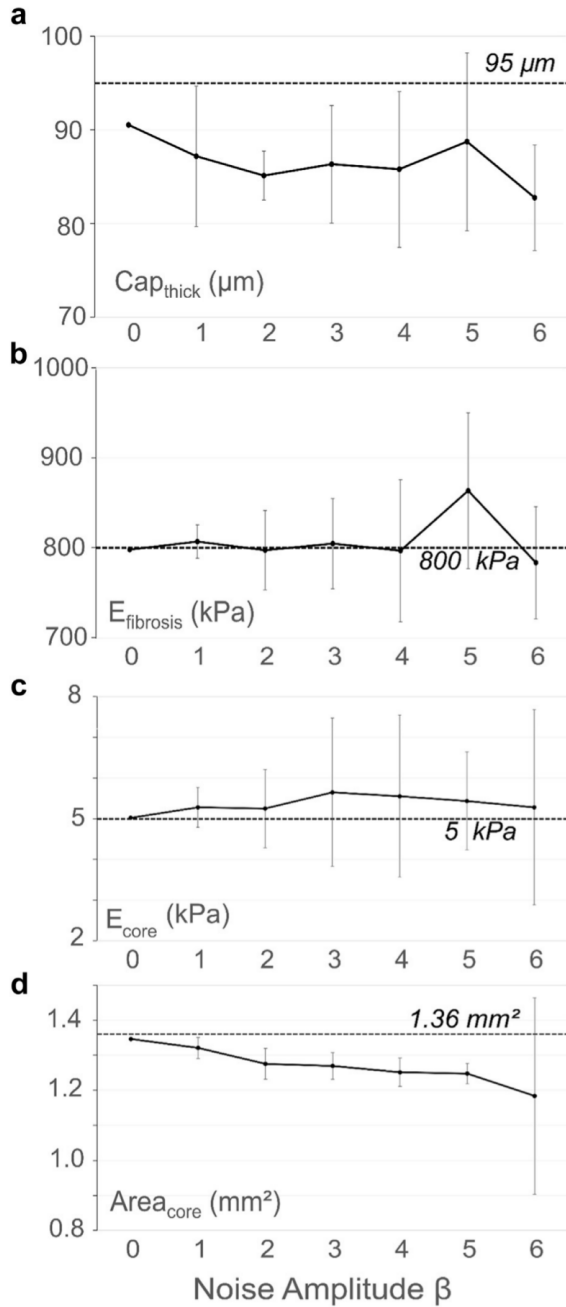 a
100
95 µm
90
80
Cap_thick (µm)
70
0 1 2 3 4 5 6
b
1000
900
800
800 kPa
E_fibrosis (kPa)
700
0 1 2 3 4 5 6
c
8
5
5 kPa
E_core (kPa)
2
0 1 2 3 4 5 6
d
1.4
1.36 mm²
1.2
1.0
Area_core (mm²)
0.8
0 1 2 3 4 5 6
Noise Amplitude β